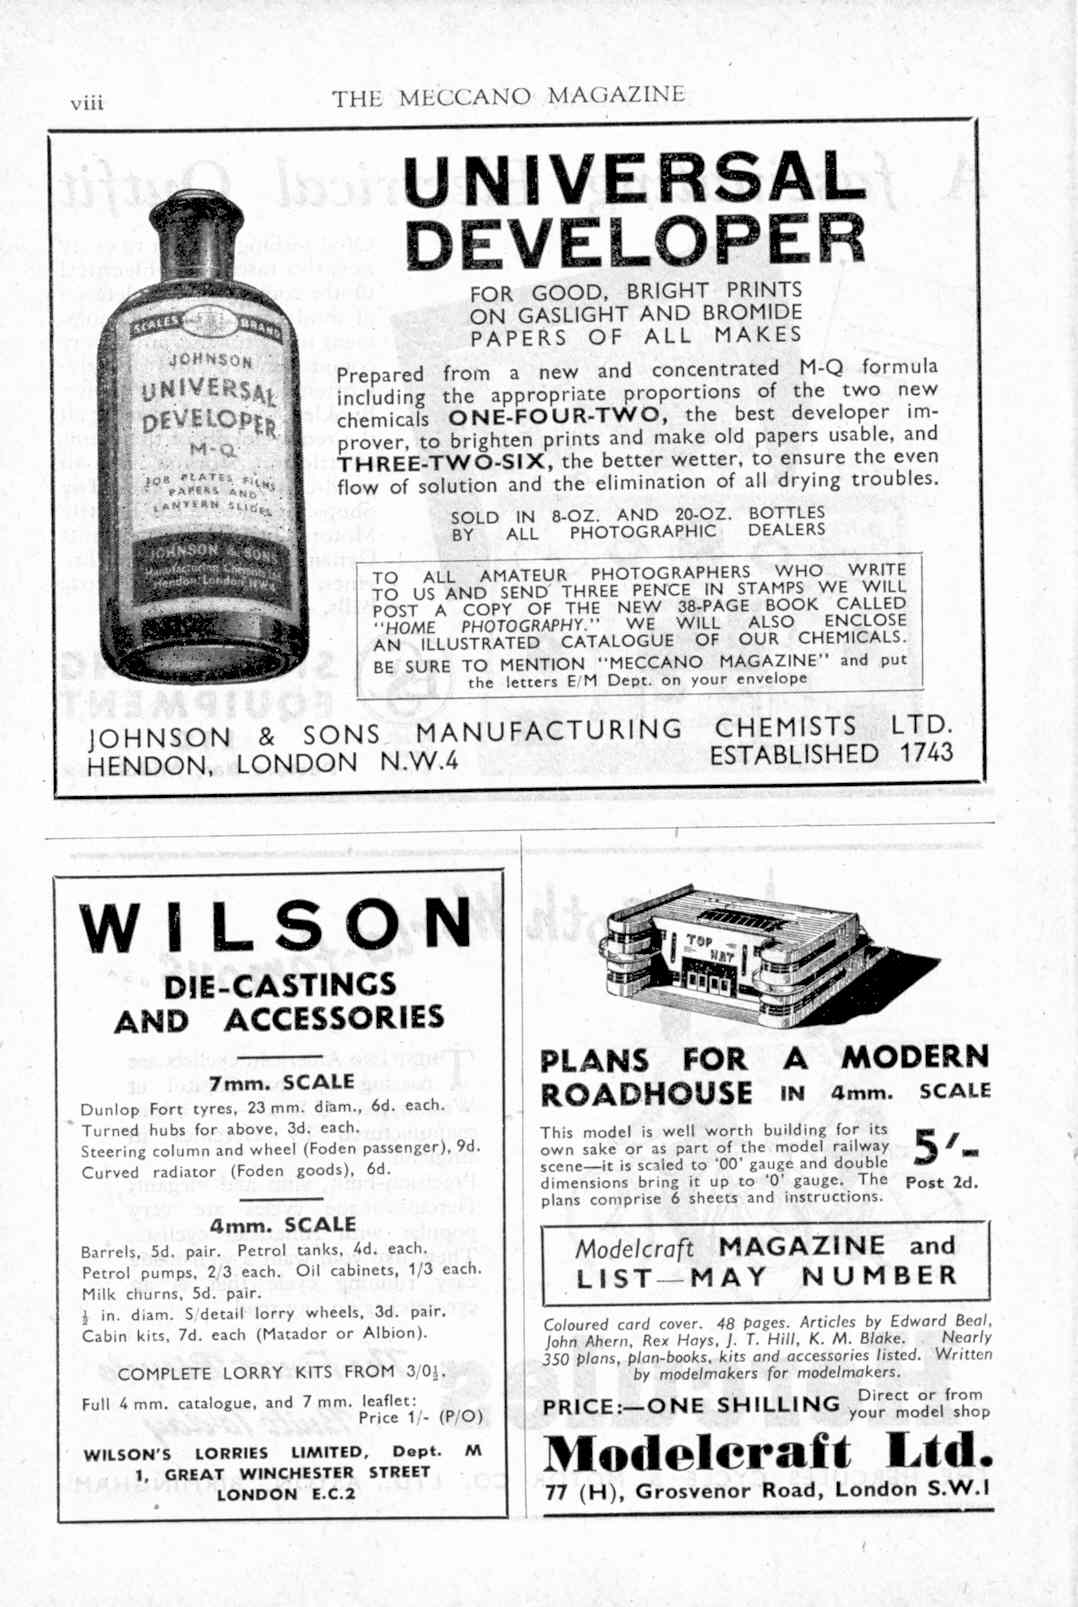 viii
THE MECCANO MAGAZINE
SCALES BRAND
JOHNSON
UNIVERSAL
DEVELOPER
M-Q
FOR PLATES FILMS
PAPERS AND
LANTERN SLIDES
JOHNSON & SONS
Manufacturing Chemists Ltd
Hendon London N.W.4
UNIVERSAL
DEVELOPER
FOR GOOD, BRIGHT PRINTS
ON GASLIGHT AND BROMIDE
PAPERS OF ALL MAKES
Prepared from a new and concentrated M-Q formula
including the appropriate proportions of the two new
chemicals ONE-FOUR-TWO, the best developer im-
prover, to brighten prints and make old papers usable, and
THREE-TWO-SIX, the better wetter, to ensure the even
flow of solution and the elimination of all drying troubles.
SOLD IN 8-OZ. AND 20-OZ. BOTTLES
BY ALL PHOTOGRAPHIC DEALERS
TO ALL AMATEUR PHOTOGRAPHERS WHO WRITE
TO US AND SEND THREE PENCE IN STAMPS WE WILL
POST A COPY OF THE NEW 38-PAGE BOOK CALLED
"HOME PHOTOGRAPHY." WE WILL ALSO ENCLOSE
AN ILLUSTRATED CATALOGUE OF OUR CHEMICALS.
BE SURE TO MENTION "MECCANO MAGAZINE" and put
the letters E/M Dept. on your envelope
JOHNSON & SONS MANUFACTURING CHEMISTS LTD.
HENDON, LONDON N.W.4 ESTABLISHED 1743
WILSON
DIE-CASTINGS
AND ACCESSORIES
7mm. SCALE
Dunlop Fort tyres, 23 mm. diam., 6d. each.
Turned hubs for above, 3d. each.
Steering column and wheel (Foden passenger), 9d.
Curved radiator (Foden goods), 6d.
4mm. SCALE
Barrels, 5d. pair. Petrol tanks, 4d. each.
Petrol pumps, 2/3 each. Oil cabinets, 1/3 each.
Milk churns, 5d. pair.
½ in. diam. S/detail lorry wheels, 3d. pair.
Cabin kits, 7d. each (Matador or Albion).
COMPLETE LORRY KITS FROM 3/0½.
Full 4 mm. catalogue, and 7 mm. leaflet:
Price 1/- (P/O)
WILSON'S LORRIES LIMITED, Dept. M
1, GREAT WINCHESTER STREET
LONDON E.C.2
TOP HAT
PLANS FOR A MODERN
ROADHOUSE IN 4mm. SCALE
This model is well worth building for its
own sake or as part of the model railway
scene—it is scaled to '00' gauge and double
dimensions bring it up to '0' gauge. The
plans comprise 6 sheets and instructions.
5/-
Post 2d.
Modelcraft MAGAZINE and
LIST—MAY NUMBER
Coloured card cover. 48 pages. Articles by Edward Beal,
John Ahern, Rex Hays, J. T. Hill, K. M. Blake. Nearly
350 plans, plan-books, kits and accessories listed. Written
by modelmakers for modelmakers.
PRICE:—ONE SHILLING Direct or from
your model shop
Modelcraft Ltd.
77 (H), Grosvenor Road, London S.W.1